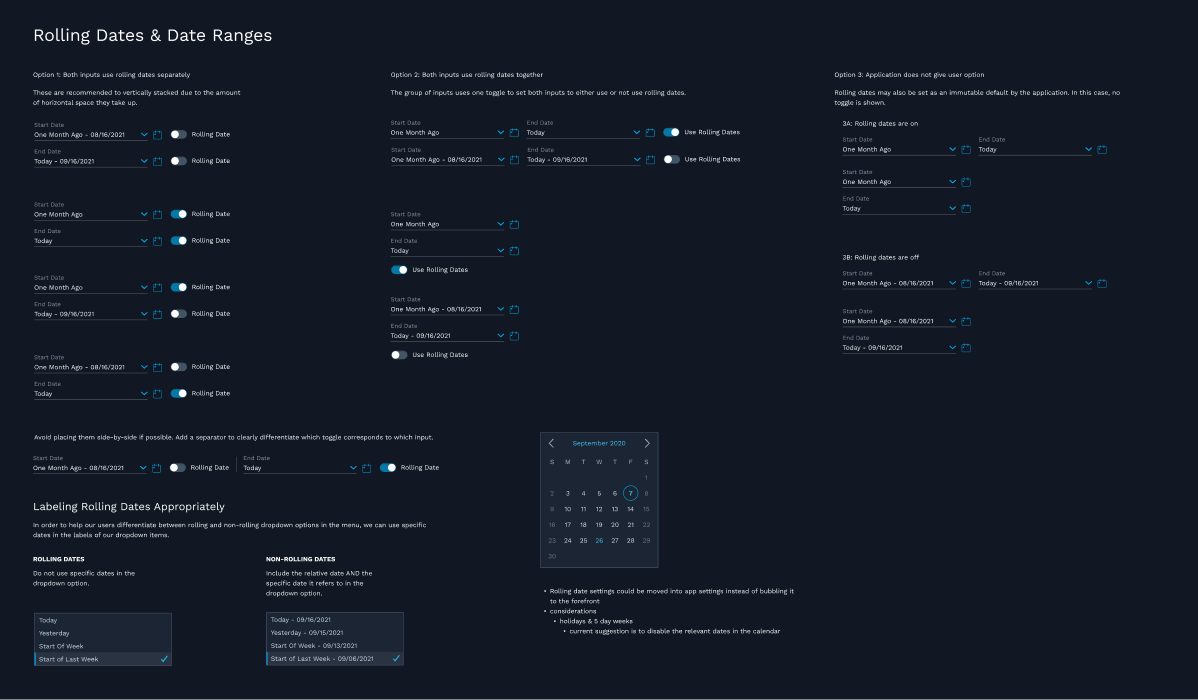 Rolling Dates & Date Ranges
Option 1: Both inputs use rolling dates separately
These are recommended to vertically stacked due to the amount
of horizontal space they take up.
Start Date
One Month Ago - 08/16/2021
Rolling Date
End Date
Today - 09/16/2021
Rolling Date
Start Date
One Month Ago
Rolling Date
End Date
Today
Rolling Date
Start Date
One Month Ago
Rolling Date
End Date
Today - 09/16/2021
Rolling Date
Start Date
One Month Ago - 08/16/2021
Rolling Date
End Date
Today
Rolling Date
Avoid placing them side-by-side if possible. Add a separator to clearly differentiate which toggle corresponds to which input.
Start Date
One Month Ago - 08/16/2021
Rolling Date
End Date
Today
Rolling Date
Option 2: Both inputs use rolling dates together
The group of inputs uses one toggle to set both inputs to either use or not use rolling dates.
Start Date
One Month Ago
End Date
Today
Use Rolling Dates
Start Date
One Month Ago - 08/16/2021
End Date
Today - 09/16/2021
Use Rolling Dates
Start Date
One Month Ago
End Date
Today
Use Rolling Dates
Start Date
One Month Ago - 08/16/2021
End Date
Today - 09/16/2021
Use Rolling Dates
Option 3: Application does not give user option
Rolling dates may also be set as an immutable default by the application. In this case, no
toggle is shown.
3A: Rolling dates are on
Start Date
One Month Ago
End Date
Today
Start Date
One Month Ago
End Date
Today
3B: Rolling dates are off
Start Date
One Month Ago - 08/16/2021
End Date
Today - 09/16/2021
Start Date
One Month Ago - 08/16/2021
End Date
Today - 09/16/2021
Labeling Rolling Dates Appropriately
In order to help our users differentiate between rolling and non-rolling dropdown options in the menu, we can use specific
dates in the labels of our dropdown items.
ROLLING DATES
Do not use specific dates in the
dropdown option.
Today
Yesterday
Start Of Week
Start of Last Week
NON-ROLLING DATES
Include the relative date AND the
specific date it refers to in the
dropdown option.
Today - 09/16/2021
Yesterday - 09/15/2021
Start Of Week - 09/13/2021
Start of Last Week - 09/06/2021
September 2020
S M T W T F S
1
2 3 4 5 6 7 8
9 10 11 12 13 14 15
16 17 18 19 20 21 22
23 24 25 26 27 28 29
30
• Rolling date settings could be moved into app settings instead of bubbling it
to the forefront
• considerations
• holidays & 5 day weeks
• current suggestion is to disable the relevant dates in the calendar